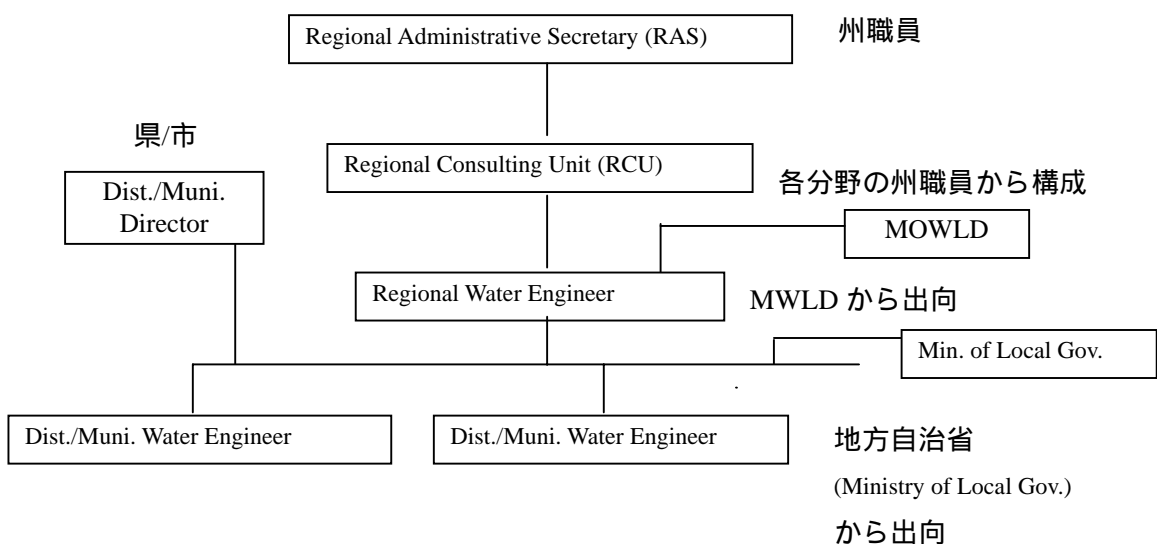 Regional Administrative Secretary (RAS)
州職員
県/市
Regional Consulting Unit (RCU)
各分野の州職員から構成
Dist./Muni.
Director
MOWLD
Regional Water Engineer
MWLD から出向
Min. of Local Gov.
Dist./Muni. Water Engineer
Dist./Muni. Water Engineer
地方自治省
(Ministry of Local Gov.)
から出向